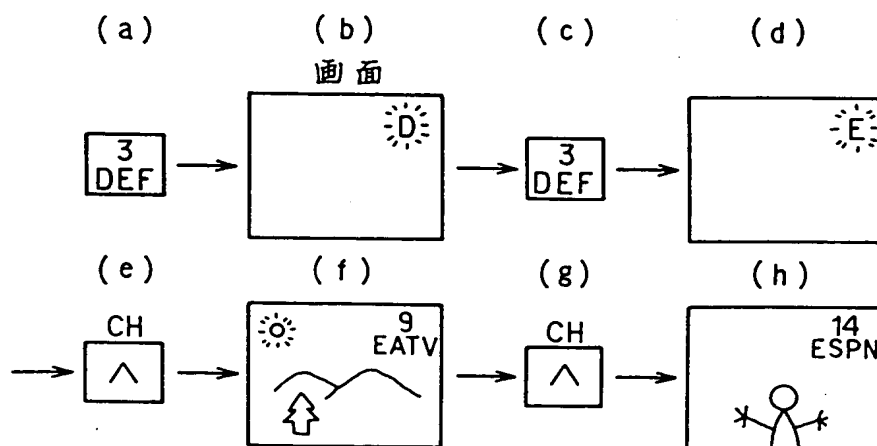 (a)
(b)
(c)
(d)
画面
3
DEF
D
3
DEF
E
(e)
(f)
(g)
(h)
CH
9
EATV
CH
14
ESPN